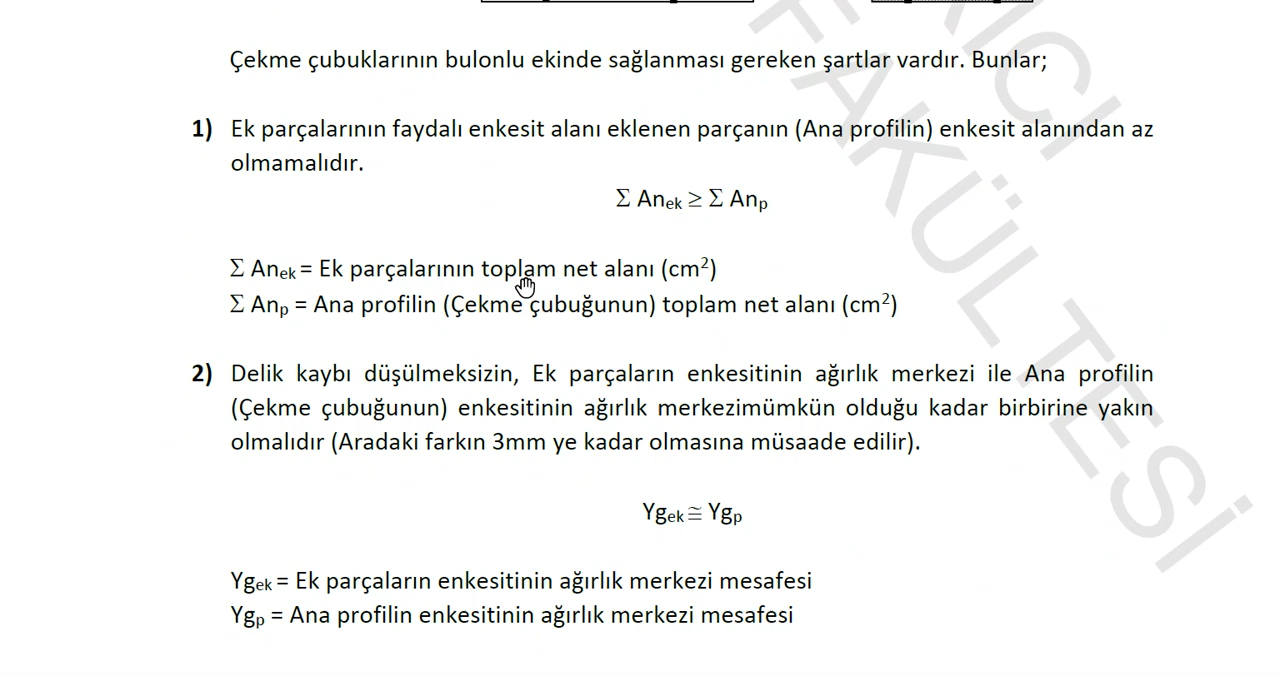 Çekme çubuklarının bulonlu ekinde sağlanması gereken şartlar vardır. Bunlar;
1) Ek parçalarının faydalı enkesit alanı eklenen parçanın (Ana profilin) enkesit alanından az
olmamalıdır.
∑ Anek ≥ ∑ Anp
∑ Anek = Ek parçalarının toplam net alanı (cm²)
∑ Anp = Ana profilin (Çekme çubuğunun) toplam net alanı (cm²)
2) Delik kaybı düşülmeksizin, Ek parçaların enkesitinin ağırlık merkezi ile Ana profilin
(Çekme çubuğunun) enkesitinin ağırlık merkezimümkün olduğu kadar birbirine yakın
olmalıdır (Aradaki farkın 3mm ye kadar olmasına müsaade edilir).
Ygek ≅ Ygp
Ygek = Ek parçaların enkesitinin ağırlık merkezi mesafesi
Ygp = Ana profilin enkesitinin ağırlık merkezi mesafesi
FAKÜLTESİ